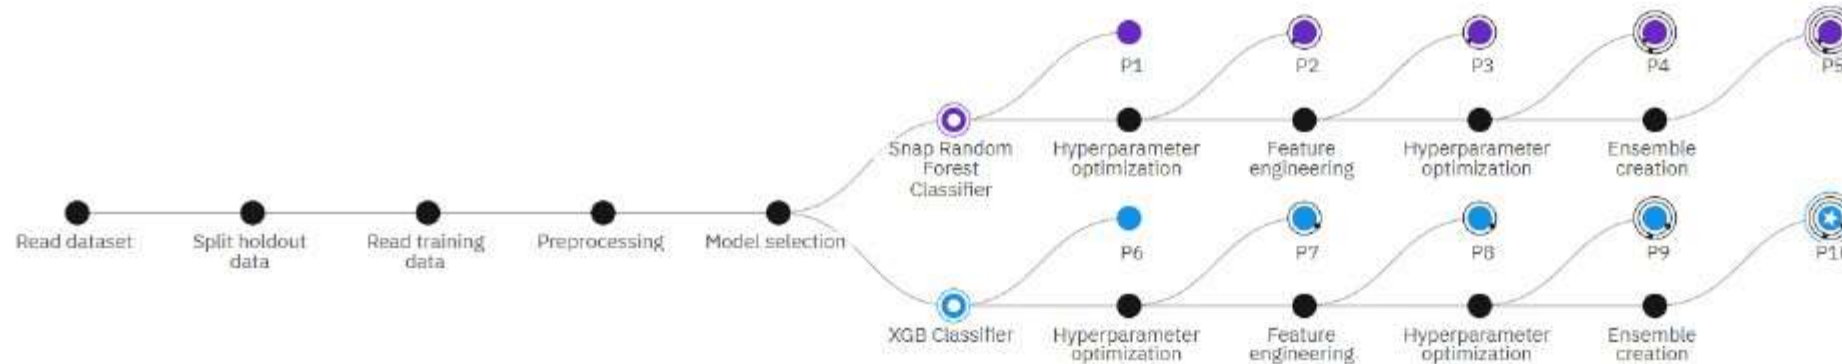 P1
P2
P3
P4
P5
Snap Random
Forest
Classifier
Hyperparameter
optimization
Feature
engineering
Hyperparameter
optimization
Ensemble
creation
Read dataset
Split holdout
data
Read training
data
Preprocessing
Model selection
P6
P7
P8
P9
P10
XGB Classifier
Hyperparameter
optimization
Feature
engineering
Hyperparameter
optimization
Ensemble
creation